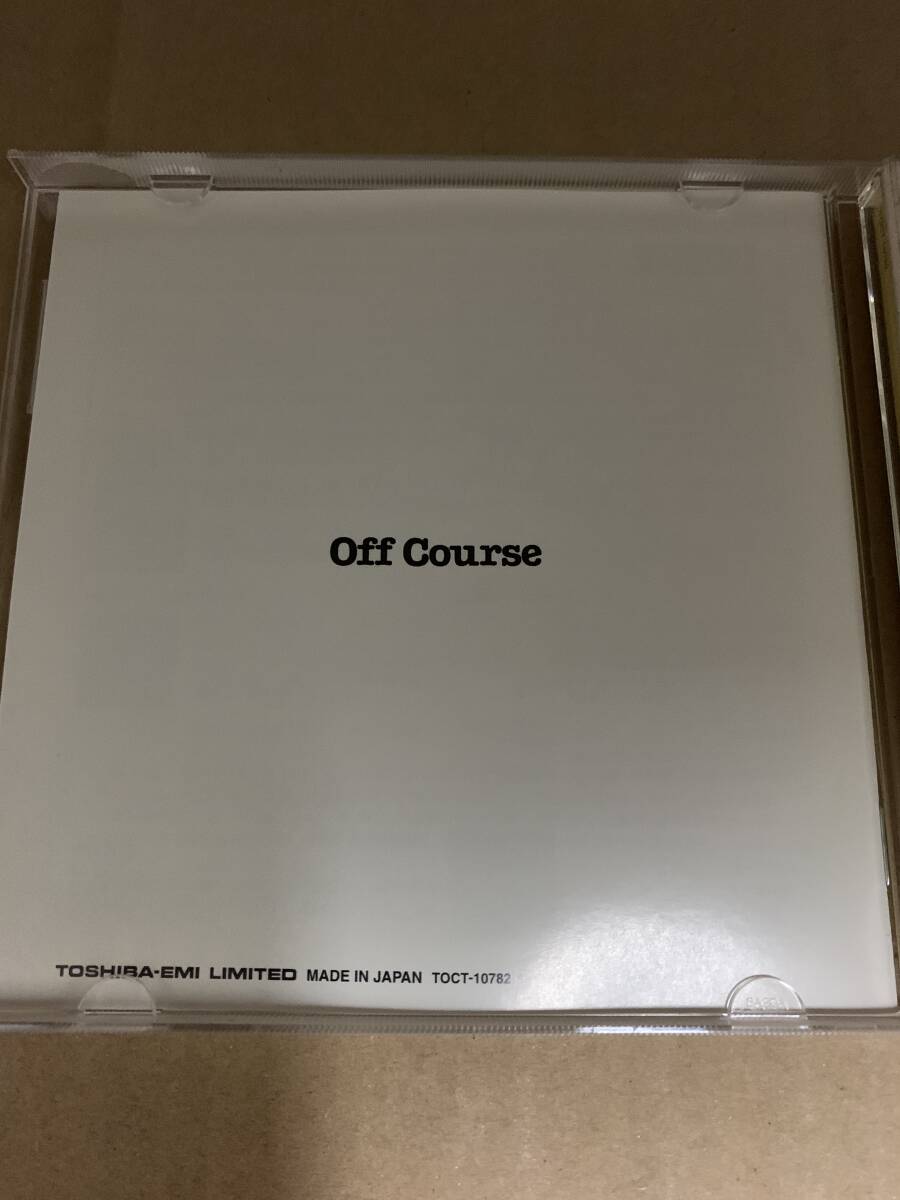 Off Course
TOSHIBA-EMI LIMITED MADE IN JAPAN TOCT-10782